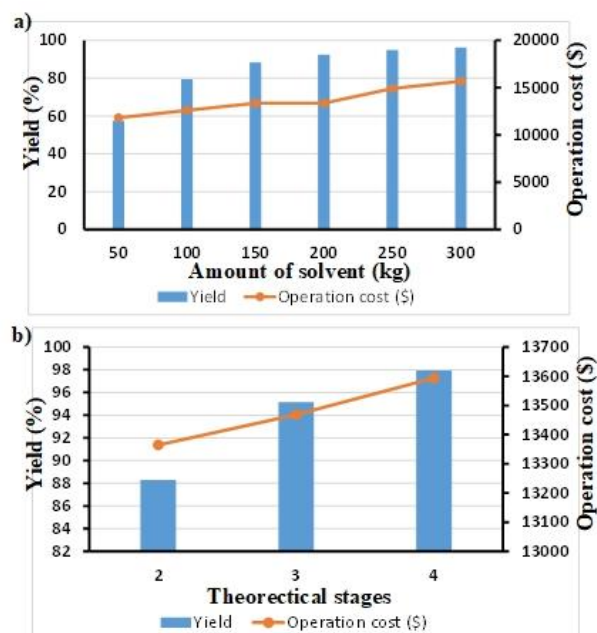 a)
100
80
60
40
20
0
Yield (%)
20000
15000
10000
5000
0
Operation cost ($)
50 100 150 200 250 300
Amount of solvent (kg)
Yield Operation cost ($)
b)
100
98
96
94
92
90
88
86
84
82
Yield (%)
13700
13600
13500
13400
13300
13200
13100
13000
Operation cost ($)
2 3 4
Theorectical stages
Yield Operation cost ($)